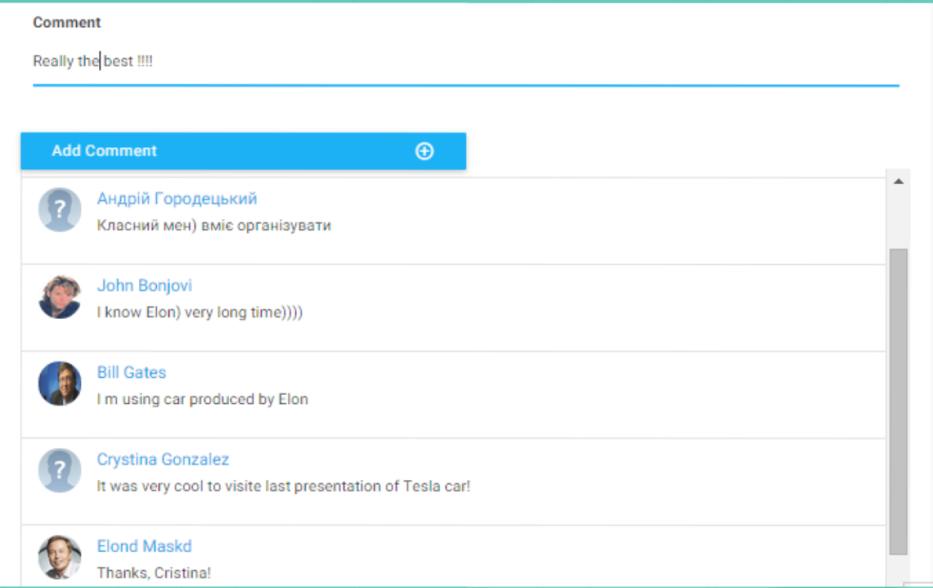 Comment
Really the best !!!!
Add Comment
Андрій Городецький
Класний мен) вміє організувати
John Bonjovi
I know Elon) very long time))))
Bill Gates
I m using car produced by Elon
Crystina Gonzalez
It was very cool to visite last presentation of Tesla car!
Elond Maskd
Thanks, Cristina!